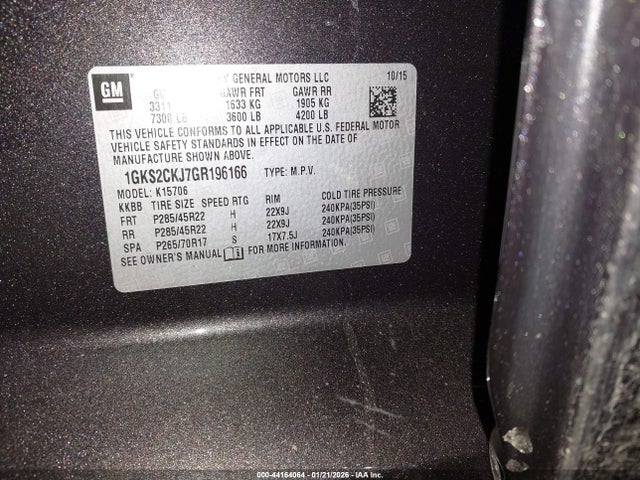 GM
GENERAL MOTORS LLC 10/15
GAWR FRT GAWR RR
1633 KG 1905 KG
7300 LB 3600 LB 4200 LB
THIS VEHICLE CONFORMS TO ALL APPLICABLE U.S. FEDERAL MOTOR
VEHICLE SAFETY STANDARDS IN EFFECT ON THE DATE OF
MANUFACTURE SHOWN ABOVE.
1GKS2CKJ7GR196166 TYPE: M.P.V.
MODEL: K15706
KKBB TIRE SIZE SPEED RTG RIM COLD TIRE PRESSURE
FRT P285/45R22 H 22X9J 240KPA(35PSI)
RR P285/45R22 H 22X9J 240KPA(35PSI)
SPA P265/70R17 S 17X7.5J 240KPA(35PSI)
SEE OWNER'S MANUAL FOR MORE INFORMATION.
000-44164064 - 01/21/2026 - Copyright IAA, LLC